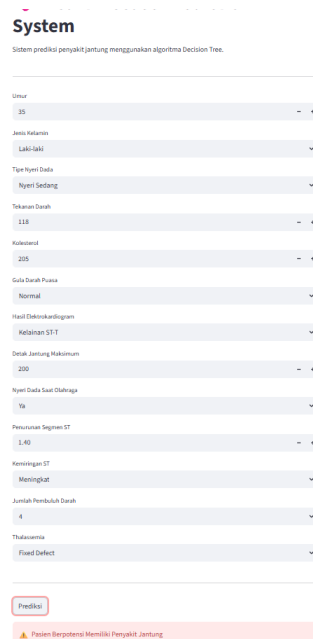 System
Sistem prediksi penyakit jantung menggunakan algoritma Decision Tree.
Umur
35
Jenis Kelamin
Laki-laki
Tipe Nyeri Dada
Nyeri Sedang
Tekanan Darah
118
Kolesterol
205
Gula Darah Puasa
Normal
Hasil Elektrokardiogram
Kelainan ST-T
Detak Jantung Maksimum
200
Nyeri Dada Saat Olahraga
Ya
Penurunan Segmen ST
1.40
Kemiringan ST
Meningkat
Jumlah Pembuluh Darah
4
Thalassemia
Fixed Defect
Prediksi
Pasien Berpotensi Memiliki Penyakit Jantung